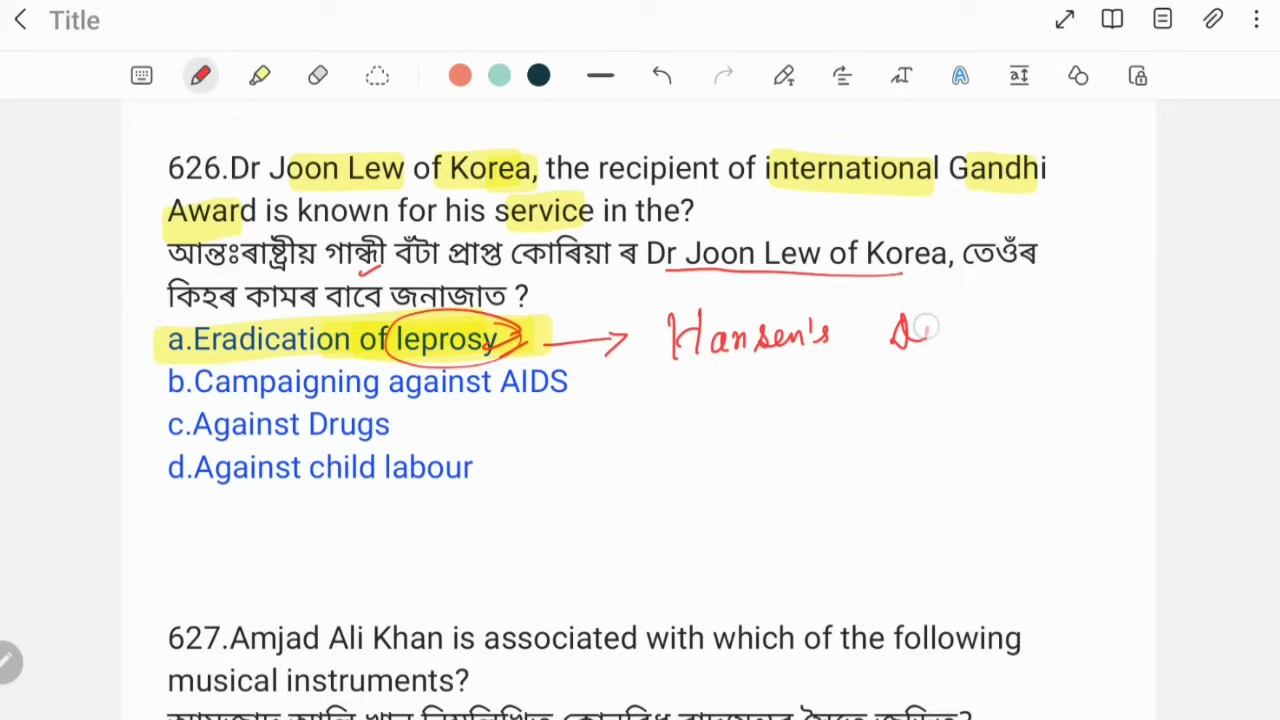 Title
626.Dr Joon Lew of Korea, the recipient of international Gandhi
Award is known for his service in the?
আন্তঃৰাষ্ট্ৰীয় গান্ধী বঁটা প্ৰাপ্ত কোৰিয়া ৰ Dr Joon Lew of Korea, তেওঁৰ
কিহৰ কামৰ বাবে জনাজাত ?
a.Eradication of leprosy → Hansen's
b.Campaigning against AIDS
c.Against Drugs
d.Against child labour
627.Amjad Ali Khan is associated with which of the following
musical instruments?